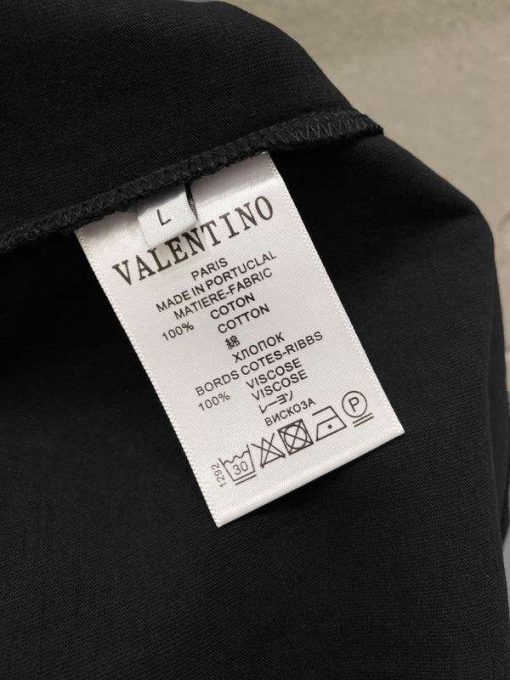 L
VALENTINO
PARIS
MADE IN PORTUCLAL
MATIERE-FABRIC
100% COTON
COTTON
綿
ХЛОПОК
BORDS COTES-RIBBS
100% VISCOSE
VISCOSE
レーヨン
ВИСКОЗА
1292 30 P